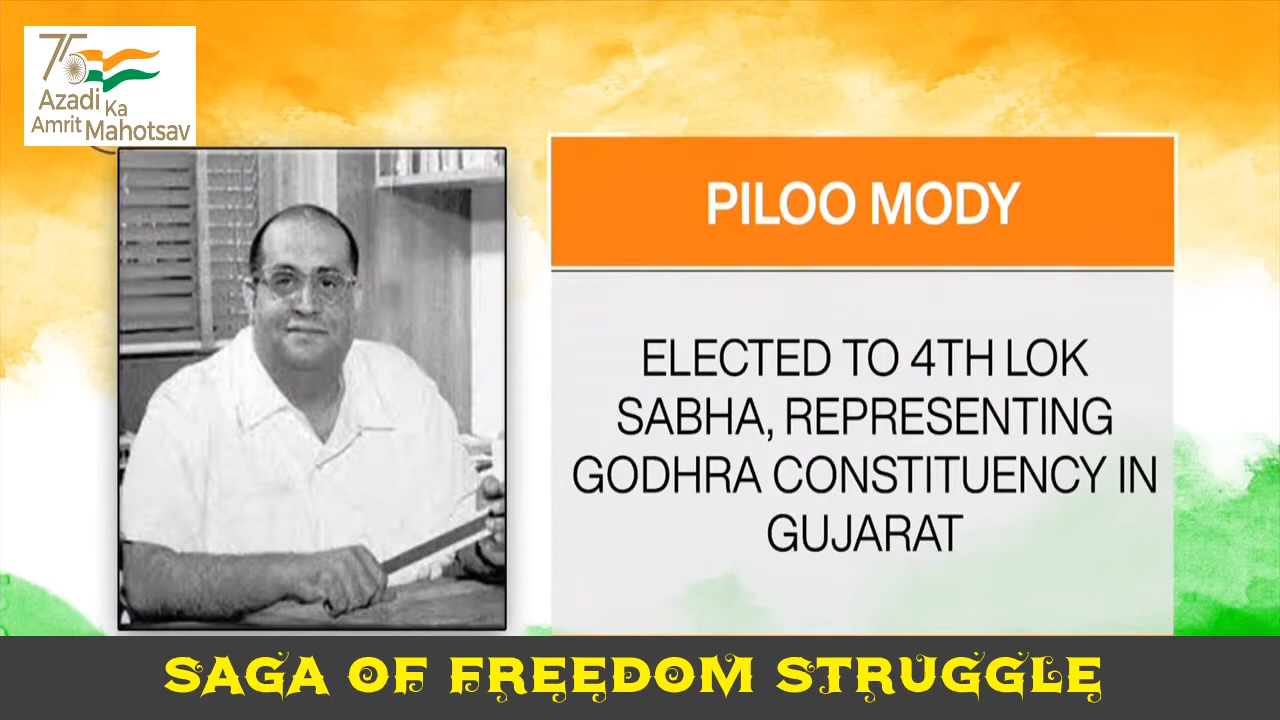 75
Azadi Ka
Amrit Mahotsav
PILOO MODY
ELECTED TO 4TH LOK
SABHA, REPRESENTING
GODHRA CONSTITUENCY IN
GUJARAT
SAGA OF FREEDOM STRUGGLE